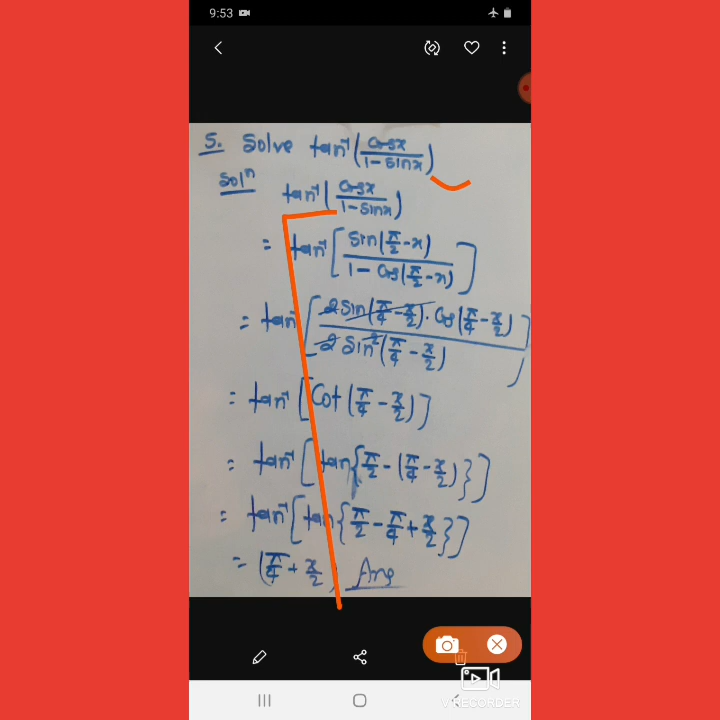 9:53
5. Solve tan⁻¹(Cosx/1-Sinx)
Solⁿ tan⁻¹(Cosx/1-Sinx)
= tan⁻¹[Sin(π/2-x)/1-Cos(π/2-x)]
= tan⁻¹[2Sin(π/4-x/2).Cos(π/4-x/2)/2Sin²(π/4-x/2)]
= tan⁻¹[Cot(π/4-x/2)]
= tan⁻¹[tan{π/2-(π/4-x/2)}]
= tan⁻¹[tan{π/2-π/4+x/2}]
= (π/4+x/2) Ans
VRECORDER